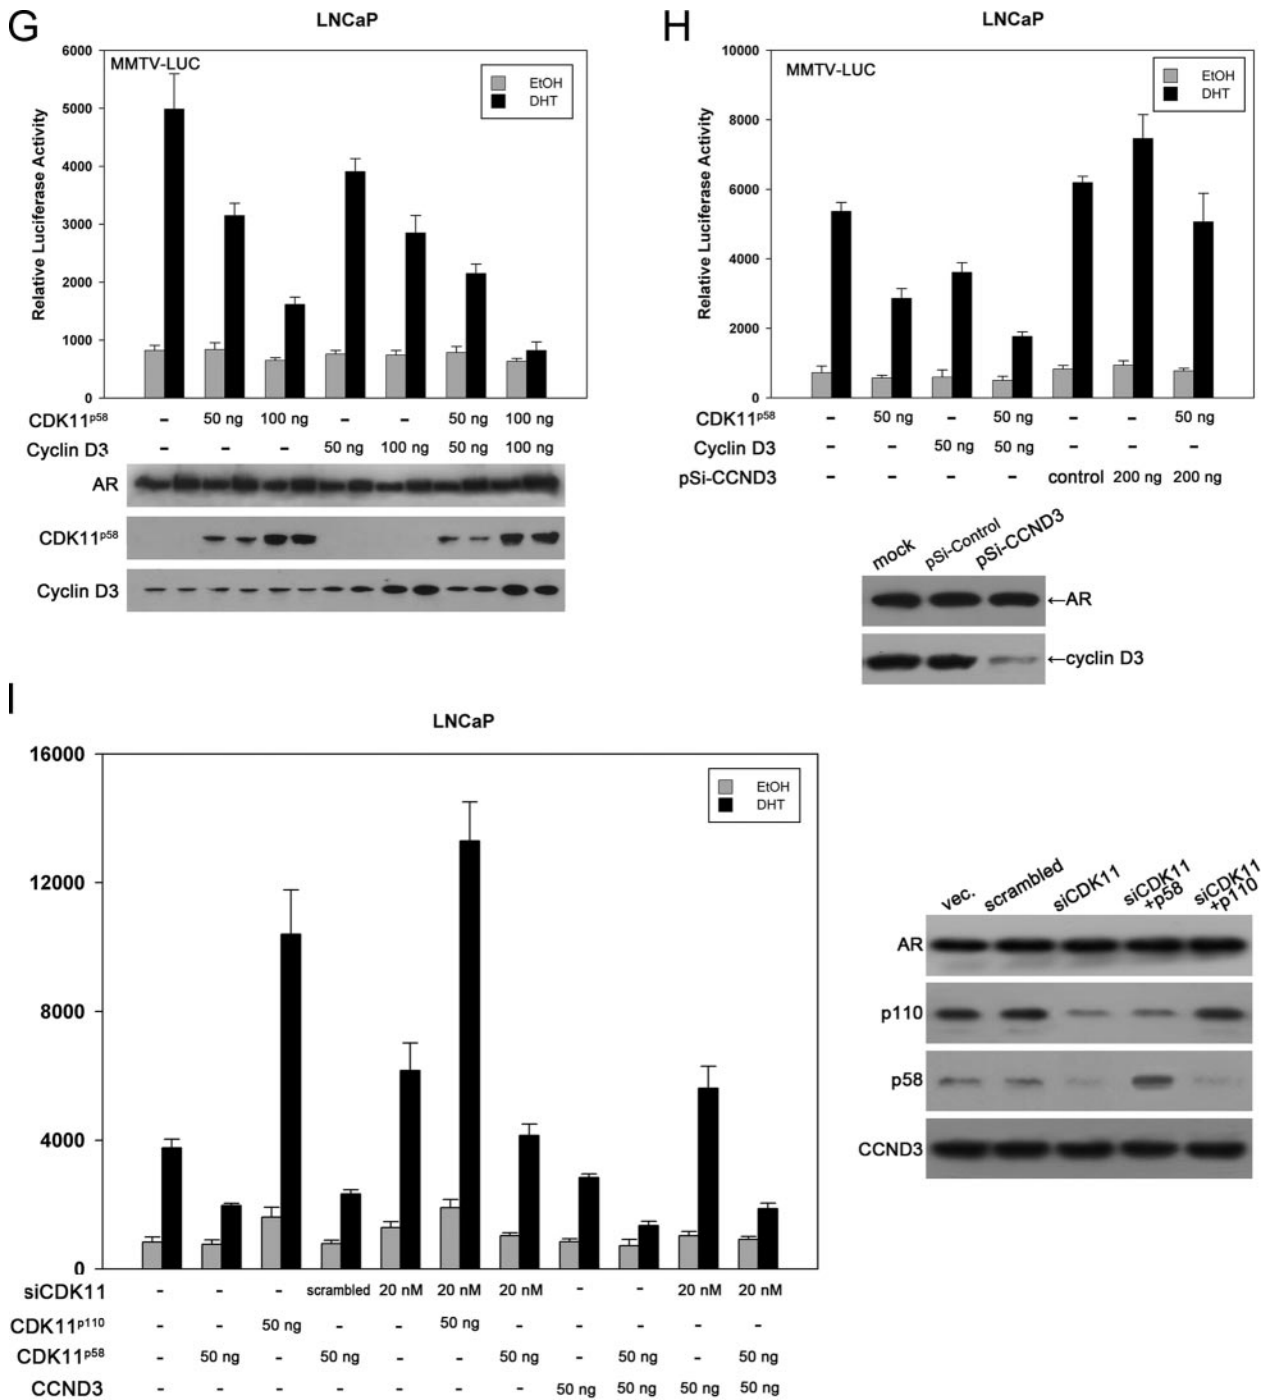 G
LNCaP
MMTV-LUC
EtOH
DHT
Relative Luciferase Activity
6000
5000
4000
3000
2000
1000
0
CDK11p58 - 50 ng 100 ng - - 50 ng 100 ng
Cyclin D3 - - - 50 ng 100 ng 50 ng 100 ng
AR
CDK11p58
Cyclin D3
H
LNCaP
MMTV-LUC
EtOH
DHT
Relative Luciferase Activity
10000
8000
6000
4000
2000
0
CDK11p58 - 50 ng - 50 ng - - 50 ng
Cyclin D3 - - 50 ng 50 ng - - -
pSi-CCND3 - - - - control 200 ng 200 ng
mock pSi-Control pSi-CCND3
←AR
←cyclin D3
I
LNCaP
EtOH
DHT
16000
12000
8000
4000
0
siCDK11 - - - scrambled 20 nM 20 nM 20 nM - - 20 nM 20 nM
CDK11p110 - - 50 ng - - 50 ng - - - - -
CDK11p58 - 50 ng - 50 ng - - 50 ng - 50 ng - 50 ng
CCND3 - - - - - - - 50 ng 50 ng 50 ng 50 ng
vec. scrambled siCDK11 siCDK11 +p58 siCDK11 +p110
AR
p110
p58
CCND3